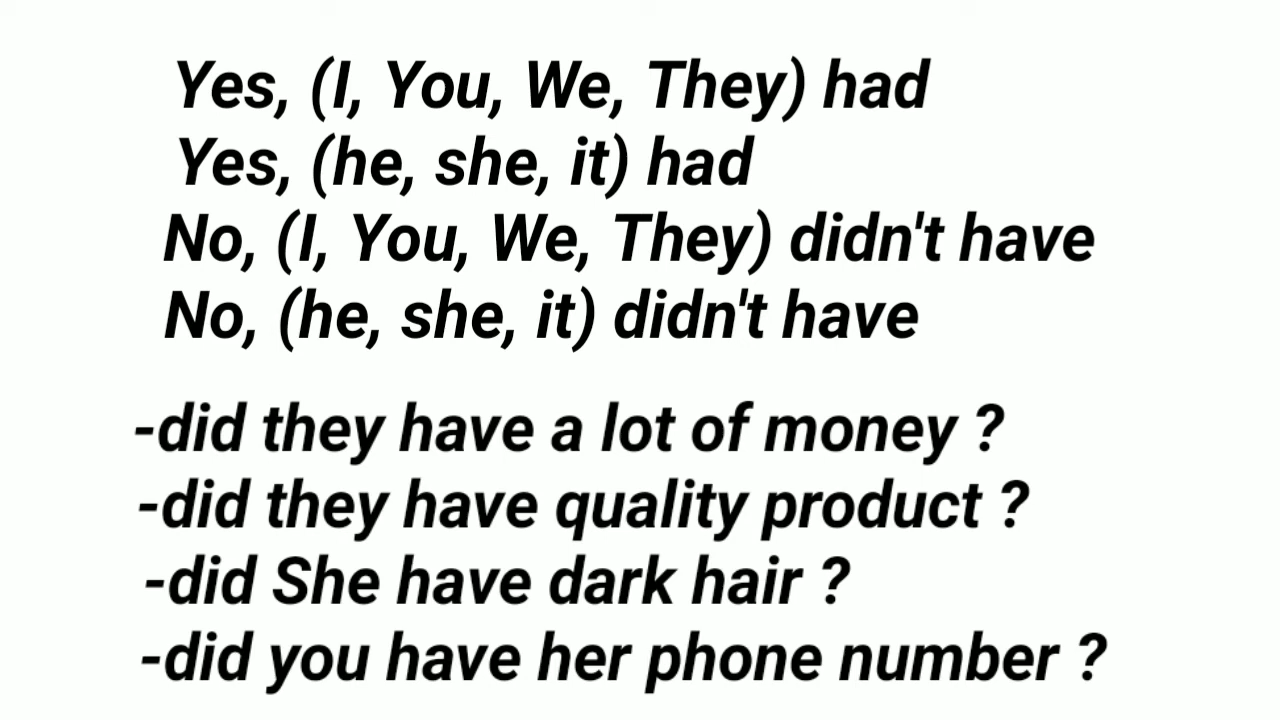 Yes, (I, You, We, They) had
Yes, (he, she, it) had
No, (I, You, We, They) didn't have
No, (he, she, it) didn't have
-did they have a lot of money ?
-did they have quality product ?
-did She have dark hair ?
-did you have her phone number ?